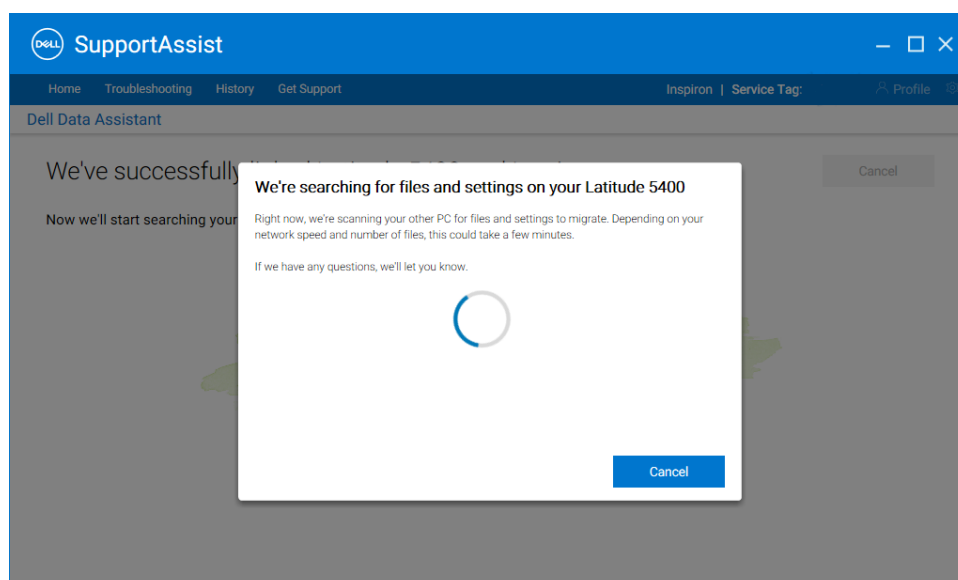 DELL SupportAssist
Home Troubleshooting History Get Support Inspiron | Service Tag: Profile
Dell Data Assistant
We've successfully
Cancel
Now we'll start searching your
We're searching for files and settings on your Latitude 5400
Right now, we're scanning your other PC for files and settings to migrate. Depending on your
network speed and number of files, this could take a few minutes.
If we have any questions, we'll let you know.
Cancel